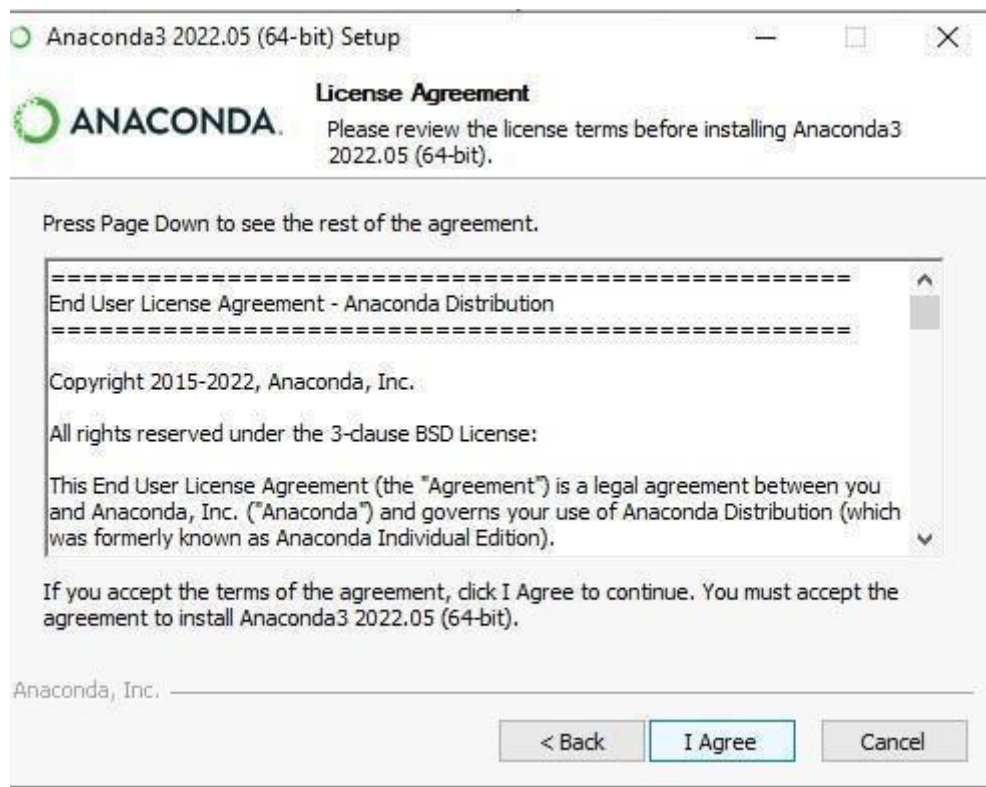 Anaconda3 2022.05 (64-bit) Setup
ANACONDA.
License Agreement
Please review the license terms before installing Anaconda3
2022.05 (64-bit).
Press Page Down to see the rest of the agreement.
==================================================
End User License Agreement - Anaconda Distribution
==================================================
Copyright 2015-2022, Anaconda, Inc.
All rights reserved under the 3-clause BSD License:
This End User License Agreement (the "Agreement") is a legal agreement between you
and Anaconda, Inc. ("Anaconda") and governs your use of Anaconda Distribution (which
was formerly known as Anaconda Individual Edition).
If you accept the terms of the agreement, click I Agree to continue. You must accept the
agreement to install Anaconda3 2022.05 (64-bit).
Anaconda, Inc.
< Back
I Agree
Cancel